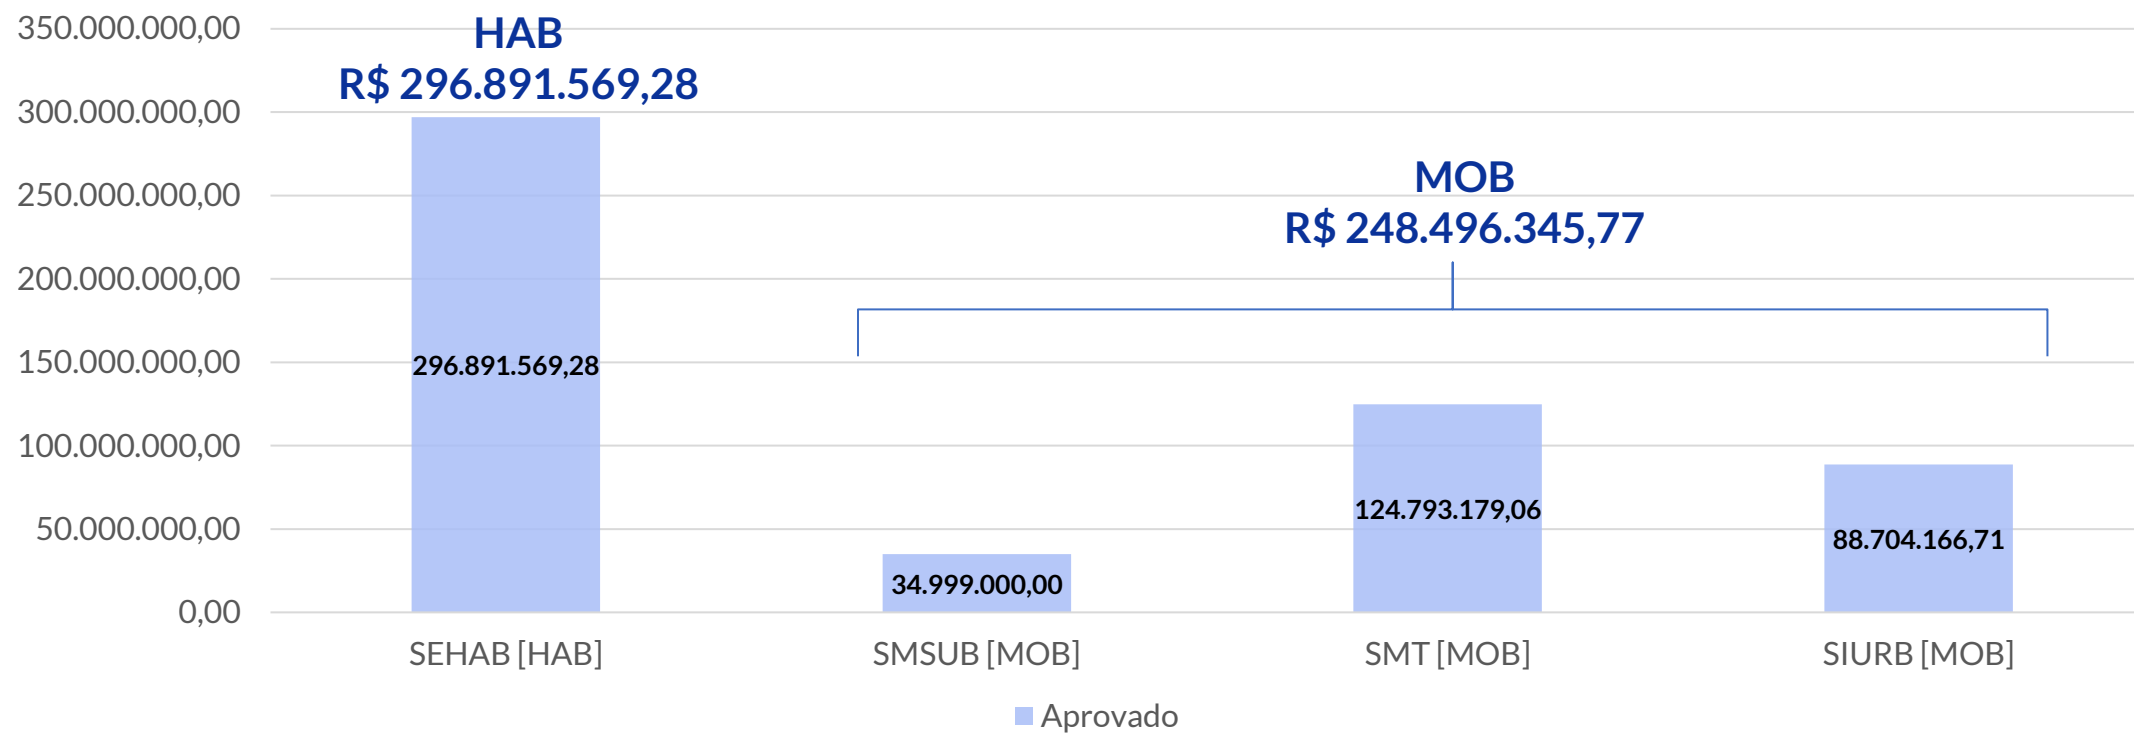 350.000.000,00
300.000.000,00
250.000.000,00
200.000.000,00
150.000.000,00
100.000.000,00
50.000.000,00
0,00
HAB
R$ 296.891.569,28
MOB
R$ 248.496.345,77
296.891.569,28
34.999.000,00
124.793.179,06
88.704.166,71
SEHAB [HAB]
SMSUB [MOB]
SMT [MOB]
SIURB [MOB]
Aprovado